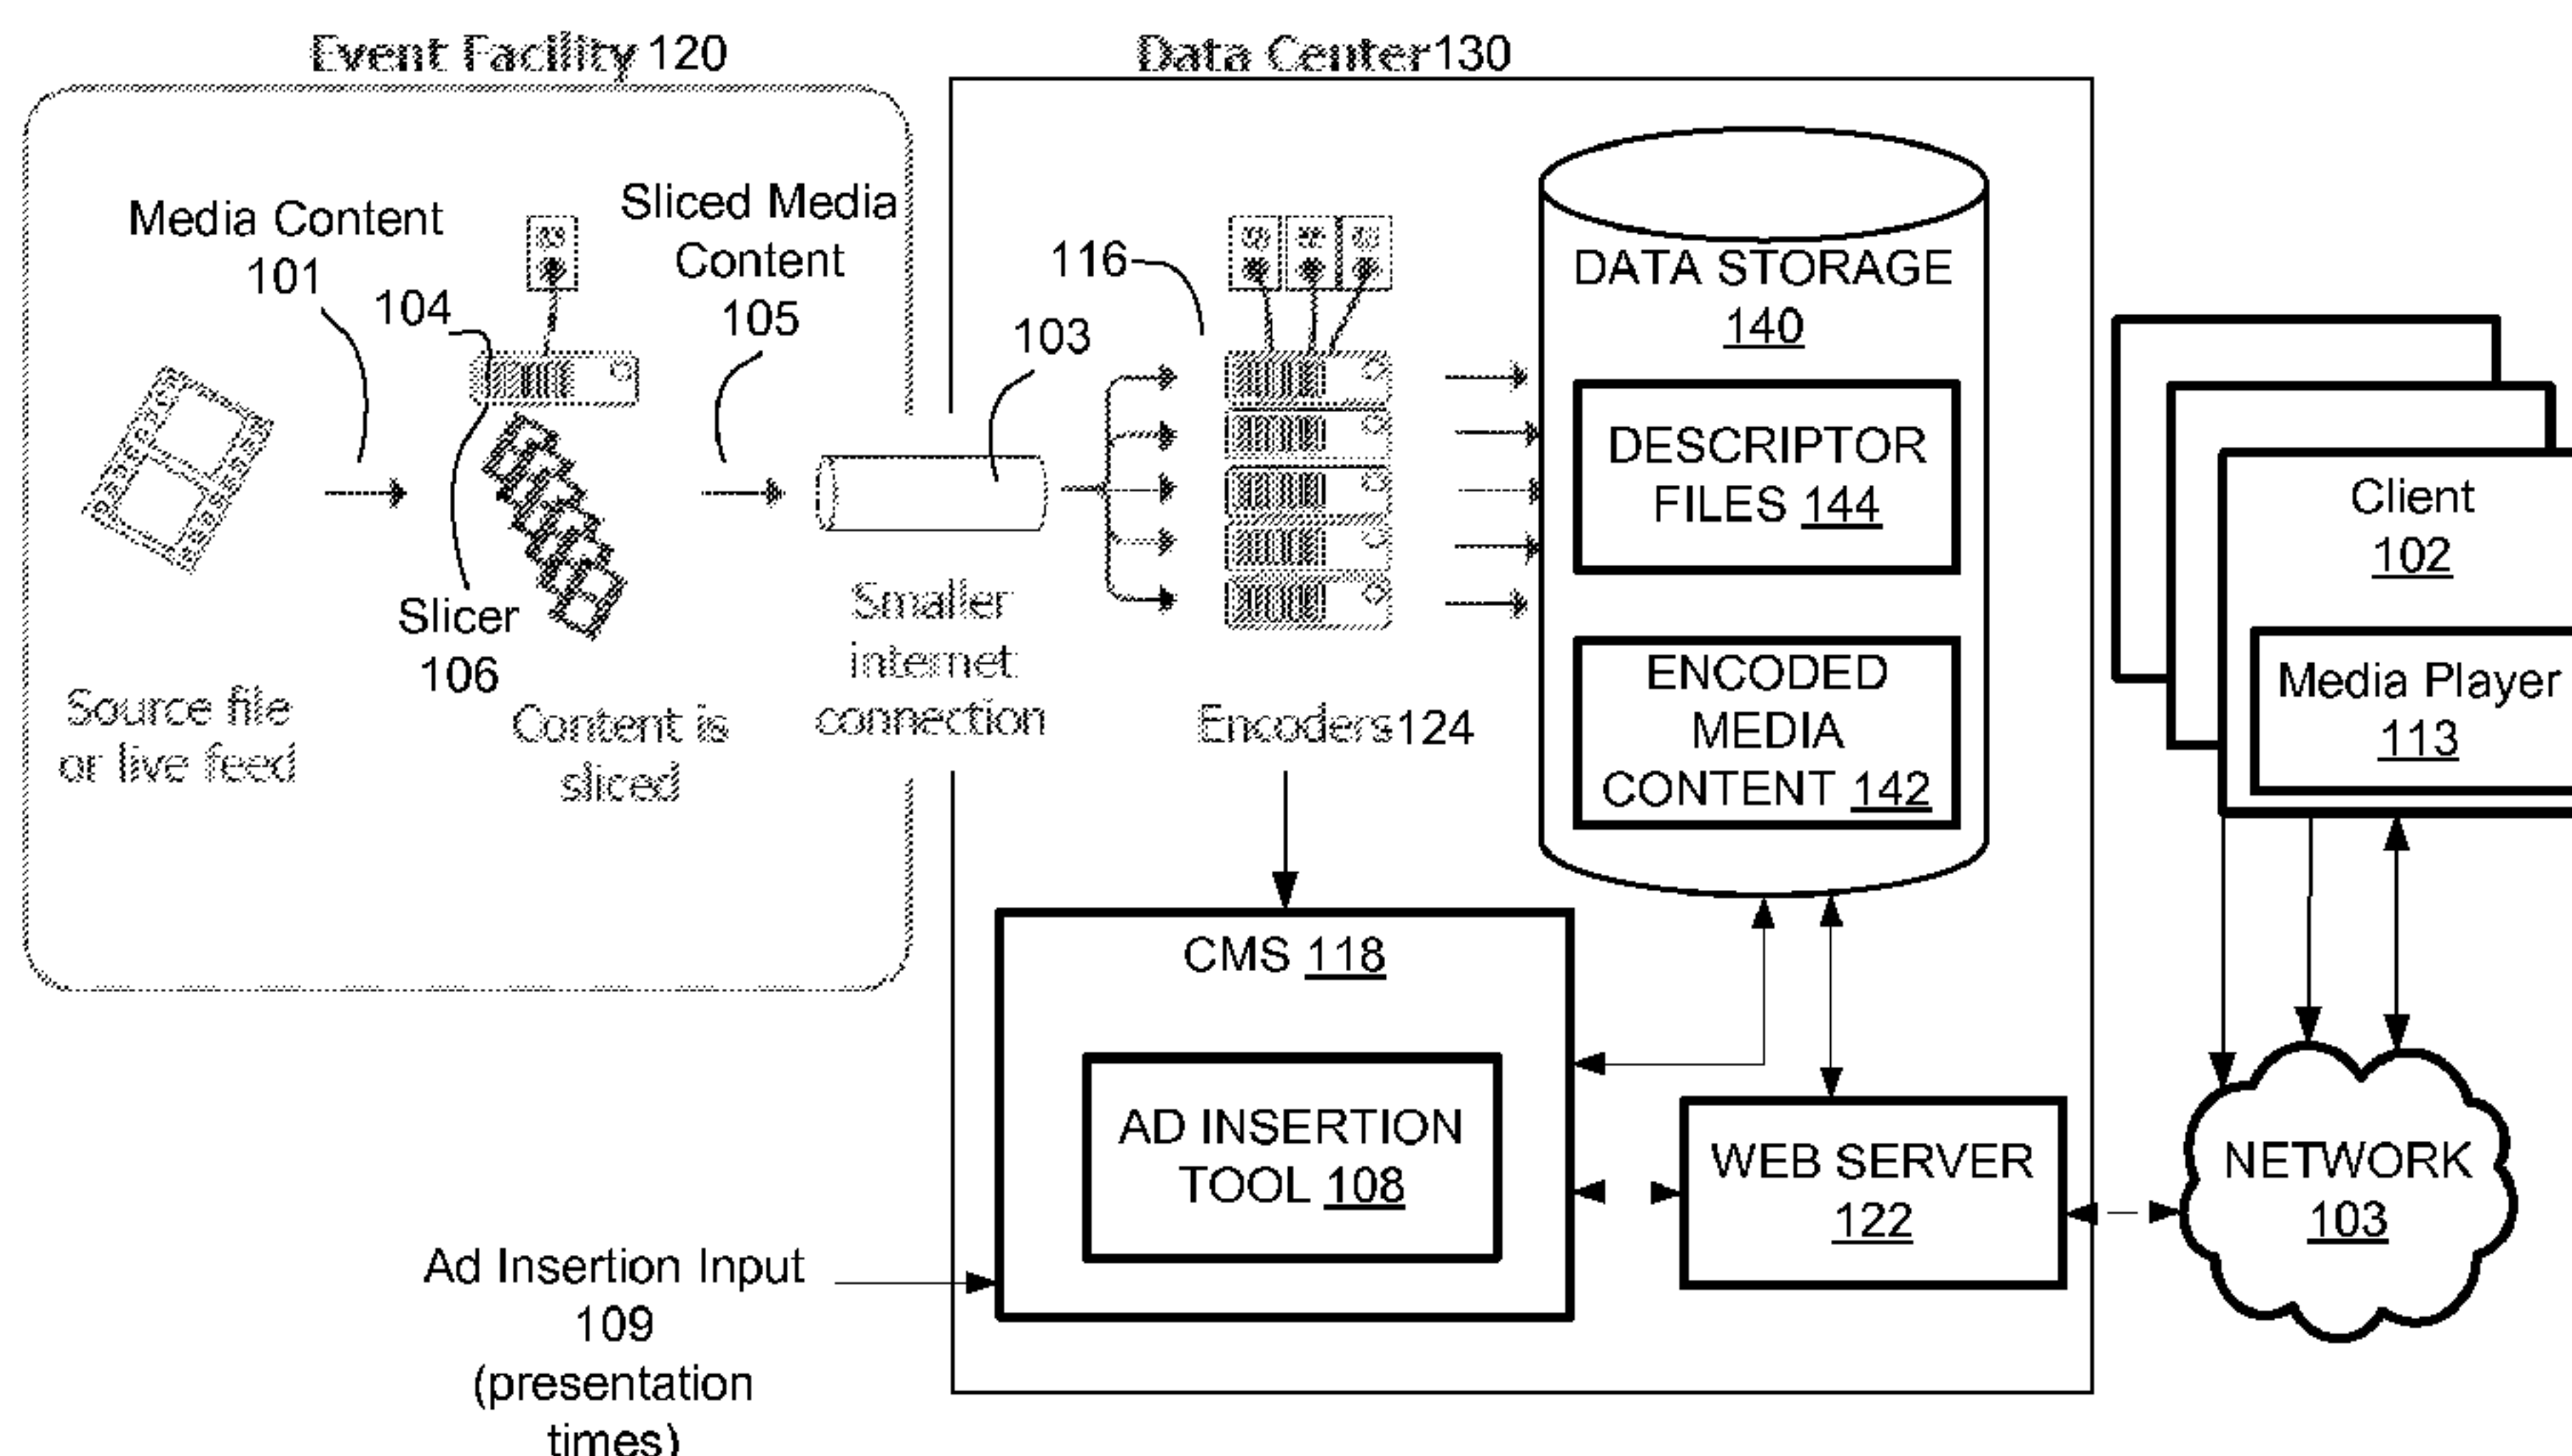 Event Facility 120
Media Content
101
104
Sliced Media
Content
105
Slicer
106
Source file
or live feed
Content is
sliced
103
Smaller
internet
connection
Data Center130
116
Encoders124
DATA STORAGE
140
DESCRIPTOR
FILES 144
ENCODED
MEDIA
CONTENT 142
Client
102
Media Player
113
CMS 118
AD INSERTION
TOOL 108
WEB SERVER
122
NETWORK
103
Ad Insertion Input
109
(presentation
times)